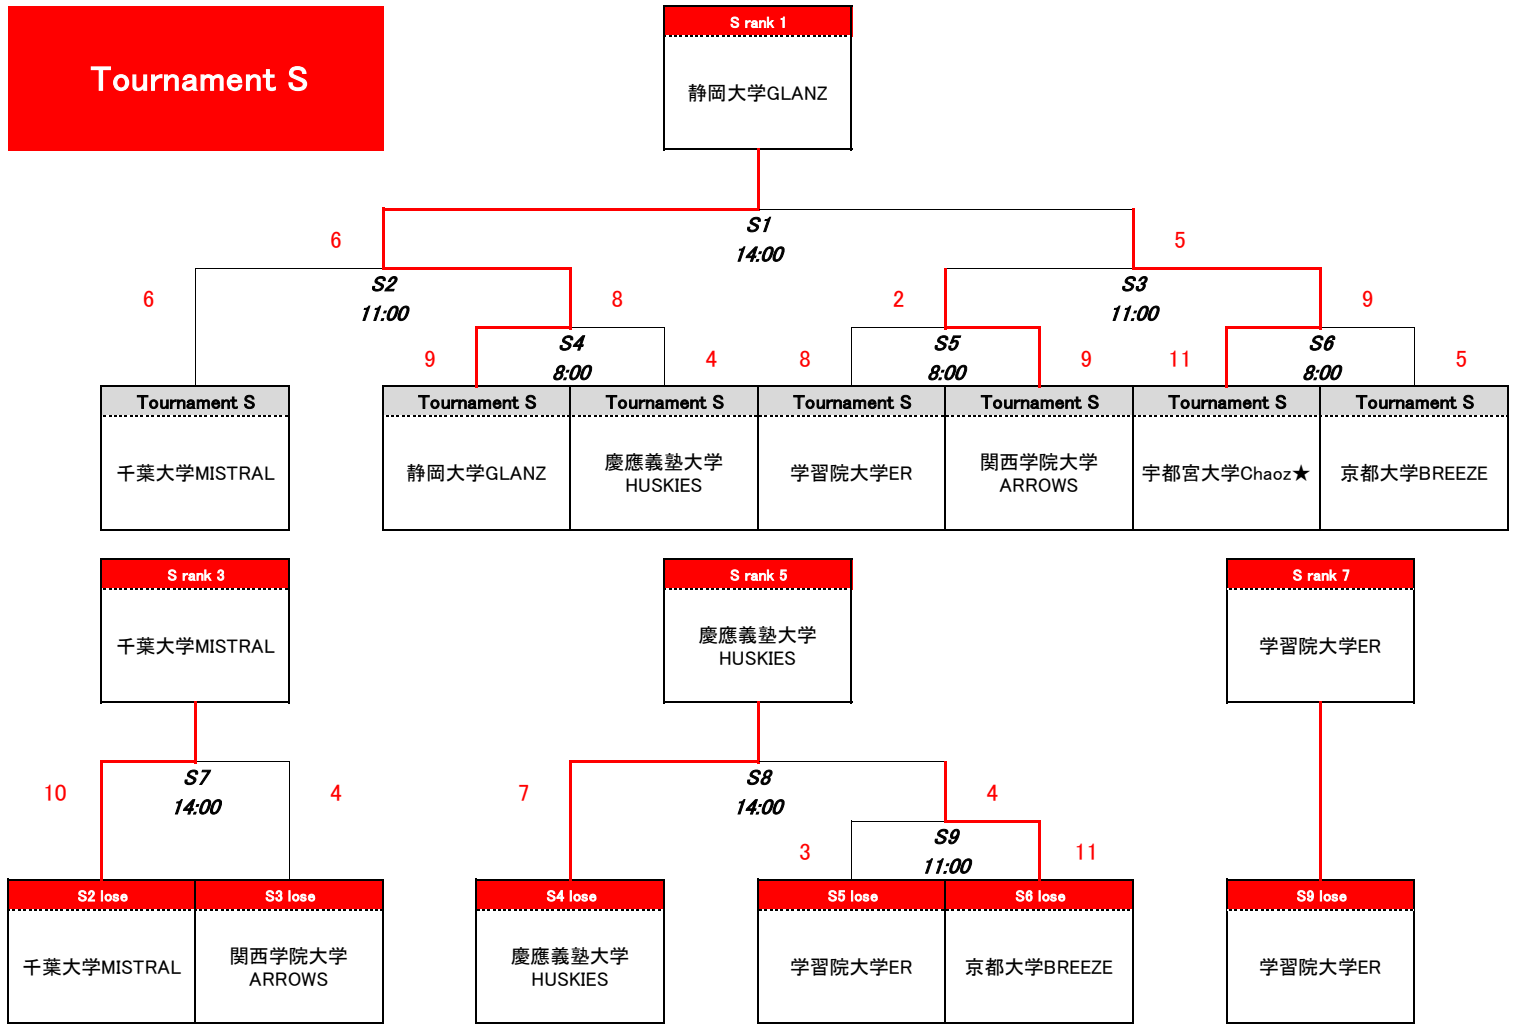 Tournament S
S rank 1
静岡大学GLANZ
S1
14:00
6
5
S2
11:00
S3
11:00
6
8
2
9
S4
8:00
S5
8:00
S6
8:00
9
4
8
9
11
5
Tournament S
Tournament S
Tournament S
Tournament S
Tournament S
Tournament S
Tournament S
千葉大学MISTRAL
静岡大学GLANZ
慶應義塾大学
HUSKIES
学習院大学ER
関西学院大学
ARROWS
宇都宮大学Chaoz★
京都大学BREEZE
S rank 3
千葉大学MISTRAL
S rank 5
慶應義塾大学
HUSKIES
S rank 7
学習院大学ER
10
S7
14:00
4
7
S8
14:00
4
3
S9
11:00
11
S2 lose
千葉大学MISTRAL
S3 lose
関西学院大学
ARROWS
S4 lose
慶應義塾大学
HUSKIES
S5 lose
学習院大学ER
S6 lose
京都大学BREEZE
S9 lose
学習院大学ER